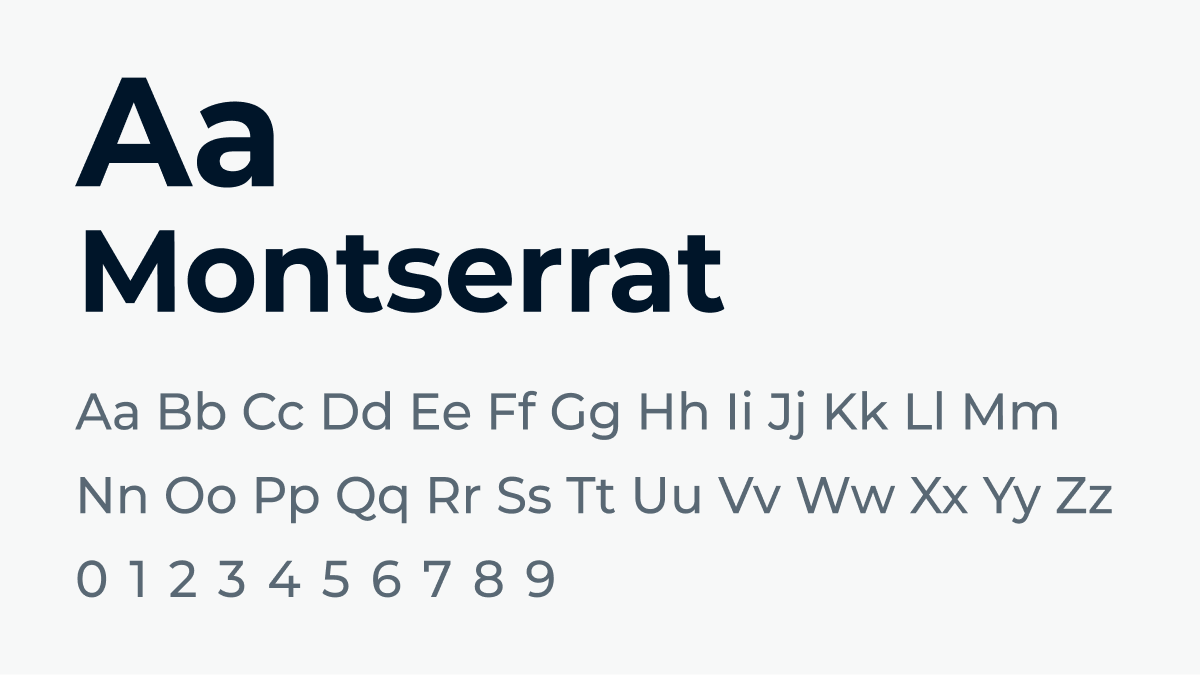 Aa
Montserrat
Aa Bb Cc Dd Ee Ff Gg Hh Ii Jj Kk Ll Mm
Nn Oo Pp Qq Rr Ss Tt Uu Vv Ww Xx Yy Zz
0 1 2 3 4 5 6 7 8 9